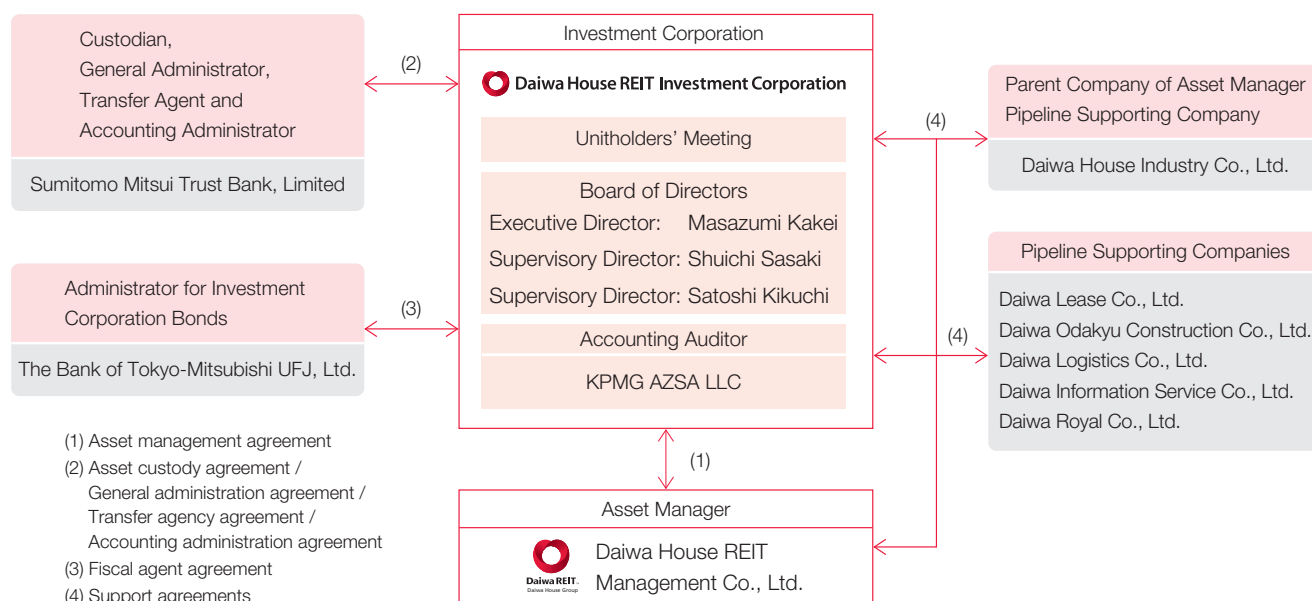 Custodian,
General Administrator,
Transfer Agent and
Accounting Administrator
Sumitomo Mitsui Trust Bank, Limited
(2)
Administrator for Investment
Corporation Bonds
The Bank of Tokyo-Mitsubishi UFJ, Ltd.
(3)
(1) Asset management agreement
(2) Asset custody agreement /
General administration agreement /
Transfer agency agreement /
Accounting administration agreement
(3) Fiscal agent agreement
(4) Support agreements
Investment Corporation
Daiwa House REIT Investment Corporation
Unitholders' Meeting
Board of Directors
Executive Director: Masazumi Kakei
Supervisory Director: Shuichi Sasaki
Supervisory Director: Satoshi Kikuchi
Accounting Auditor
KPMG AZSA LLC
(1)
Asset Manager
Daiwa REIT™
Daiwa House Group
Daiwa House REIT
Management Co., Ltd.
(4)
Parent Company of Asset Manager
Pipeline Supporting Company
Daiwa House Industry Co., Ltd.
(4)
Pipeline Supporting Companies
Daiwa Lease Co., Ltd.
Daiwa Odakyu Construction Co., Ltd.
Daiwa Logistics Co., Ltd.
Daiwa Information Service Co., Ltd.
Daiwa Royal Co., Ltd.